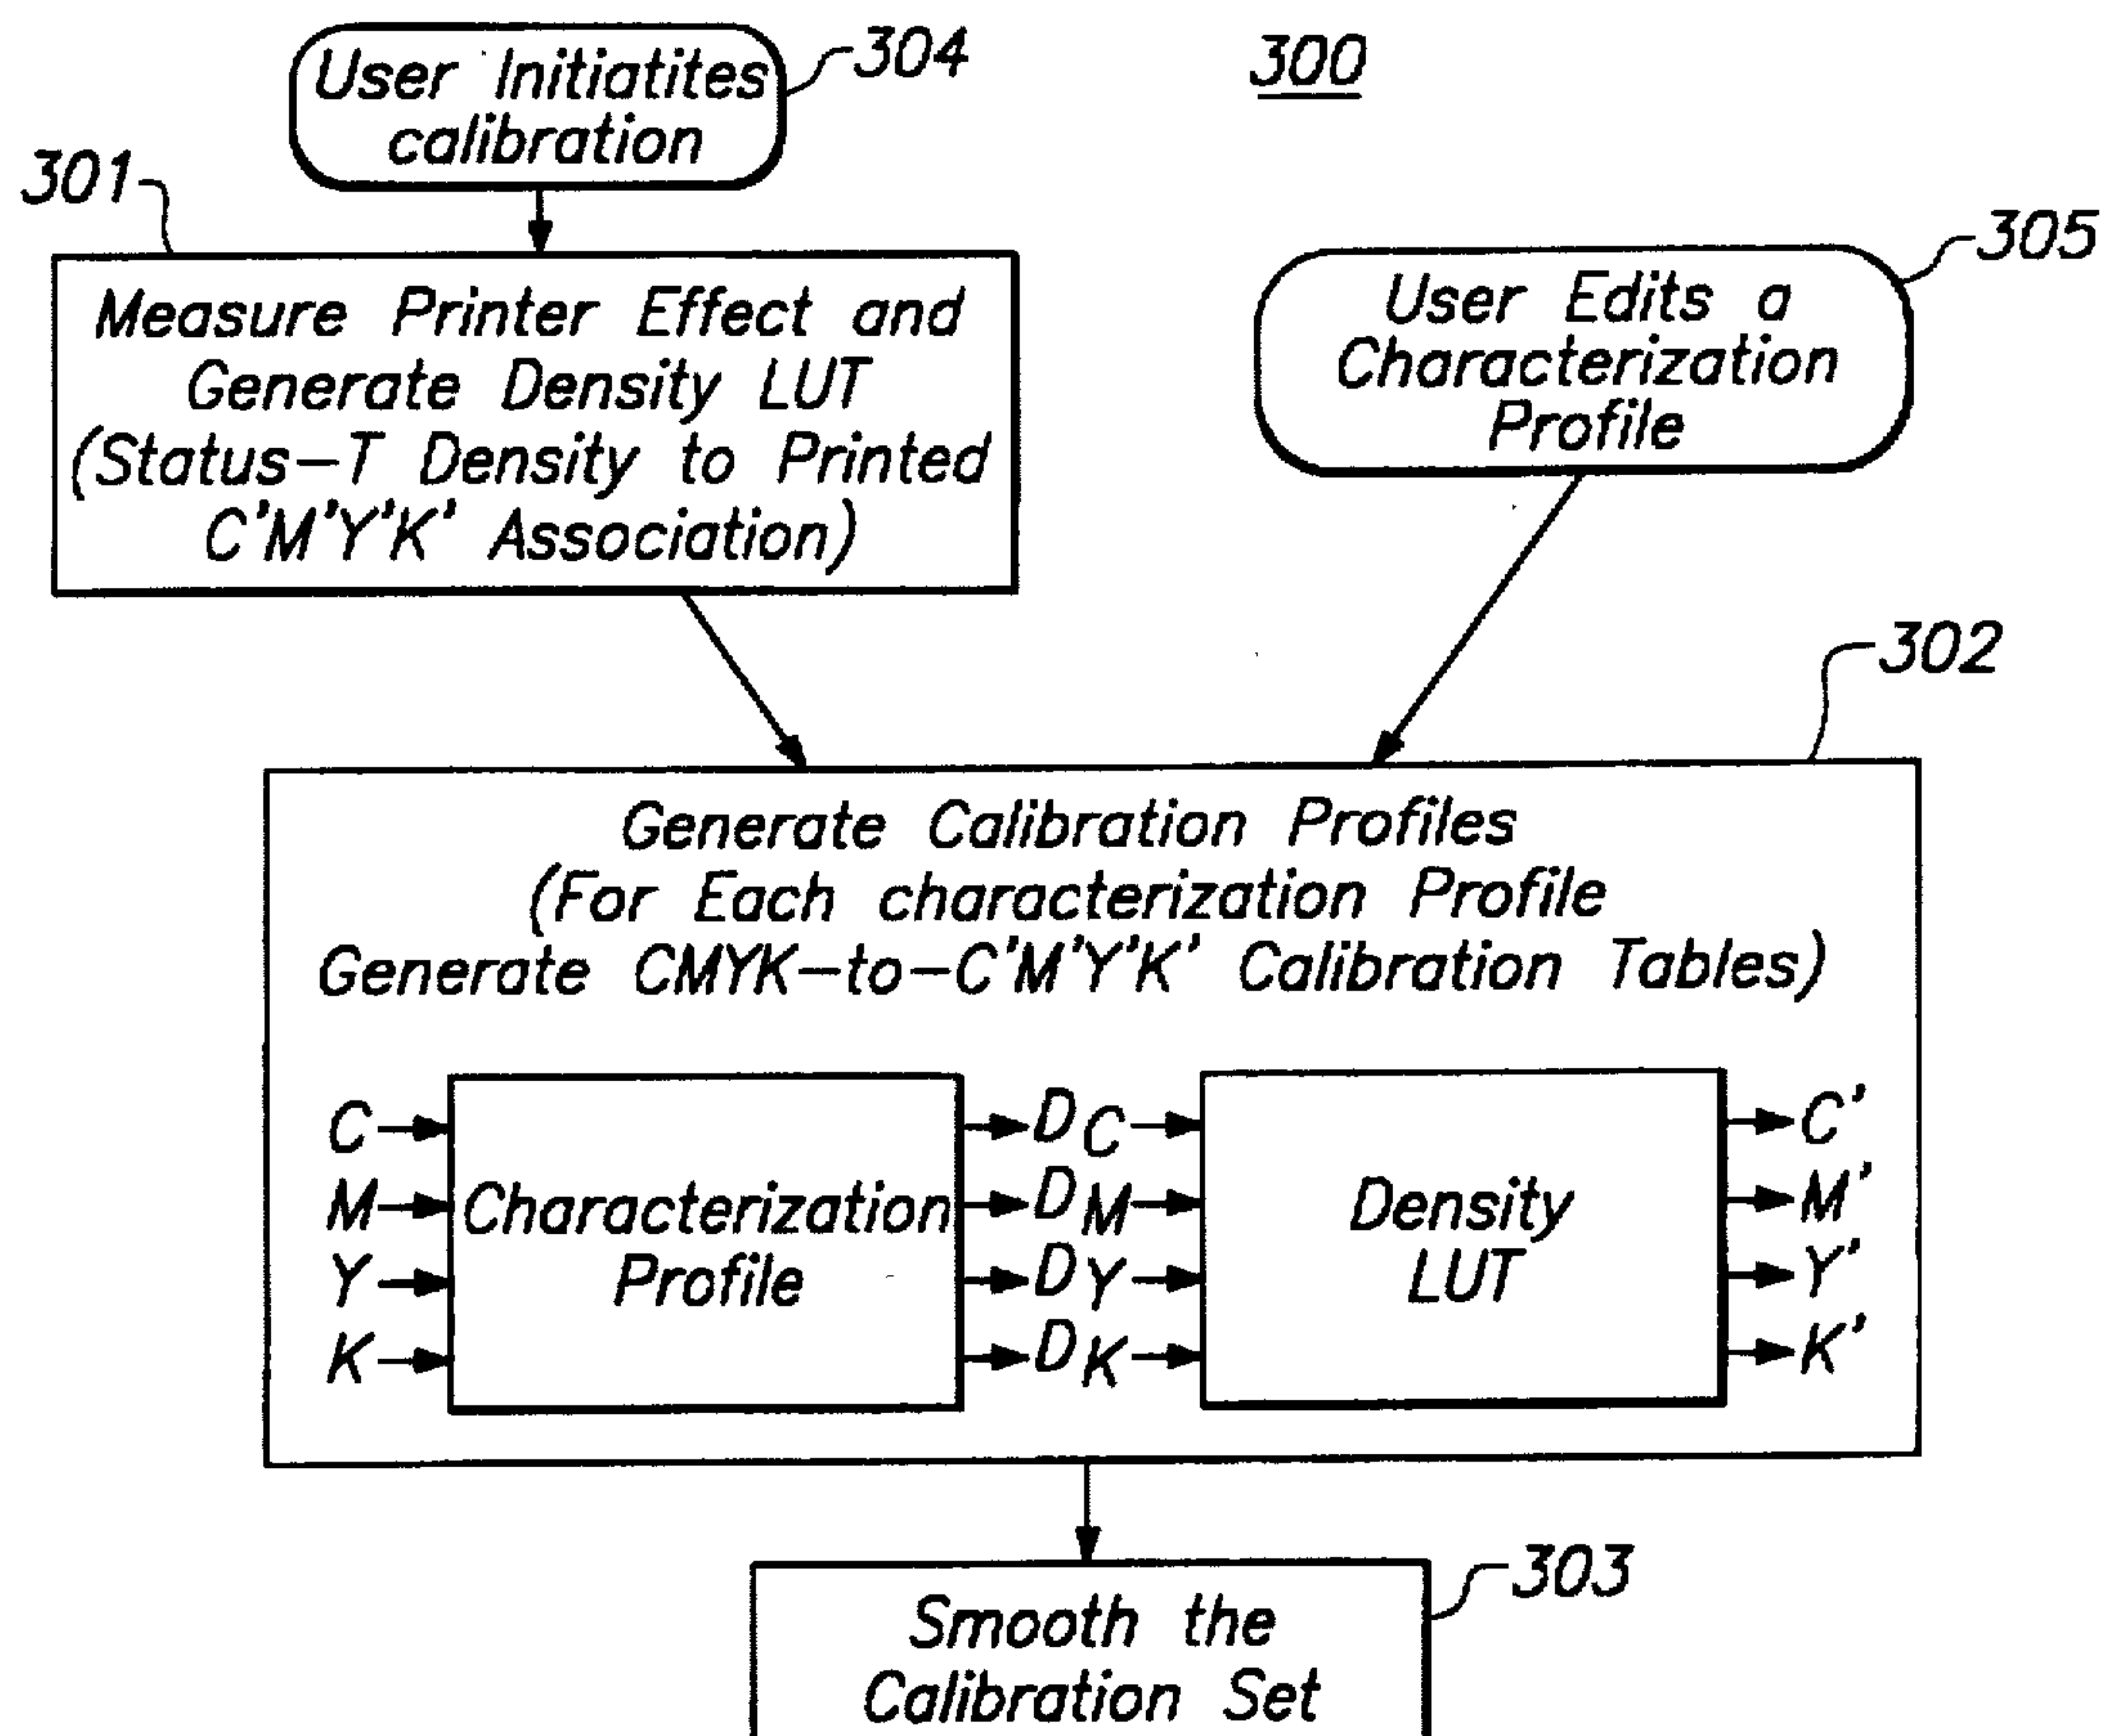 User Initiatites
calibration
304
300
301
Measure Printer Effect and
Generate Density LUT
(Status-T Density to Printed
C'M'Y'K' Association)
305
User Edits a
Characterization
Profile
302
Generate Calibration Profiles
(For Each characterization Profile
Generate CMYK-to-C'M'Y'K' Calibration Tables)
C
M
Y
K
Characterization
Profile
DC
DM
DY
DK
Density
LUT
C'
M'
Y'
K'
303
Smooth the
Calibration Set